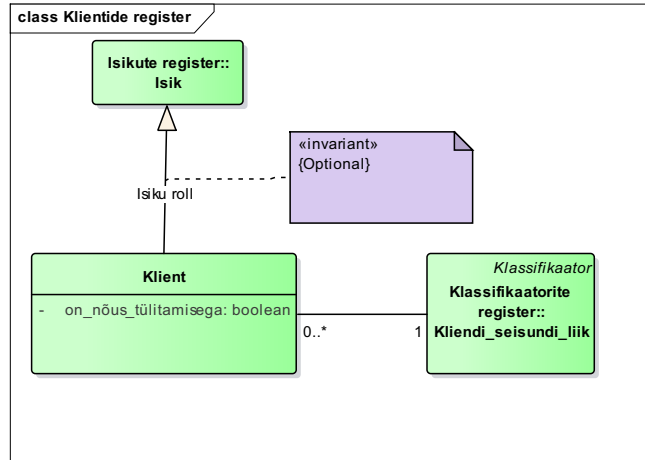 class Klientide register
Isikute register::
Isik
«invariant»
{Optional}
Isiku roll
Klient
- on_nõus_tülitamisega: boolean
0..*
1
Klassifikaator
Klassifikaatorite
register::
Kliendi_seisundi_liik